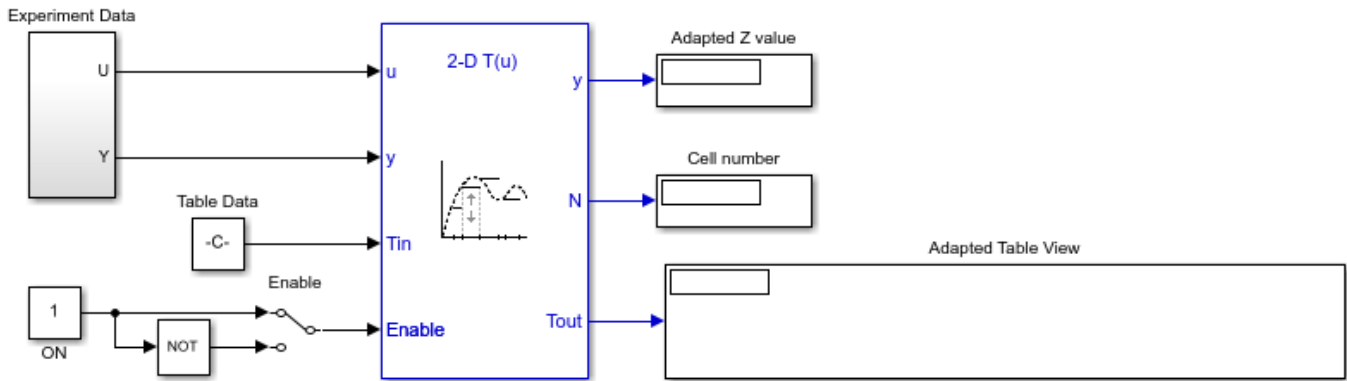 Experiment Data
U
Y
Table Data
-C-
Enable
1
ON
NOT
2-D T(u)
u
y
Tin
Enable
y
N
Tout
Adapted Z value
Cell number
Adapted Table View